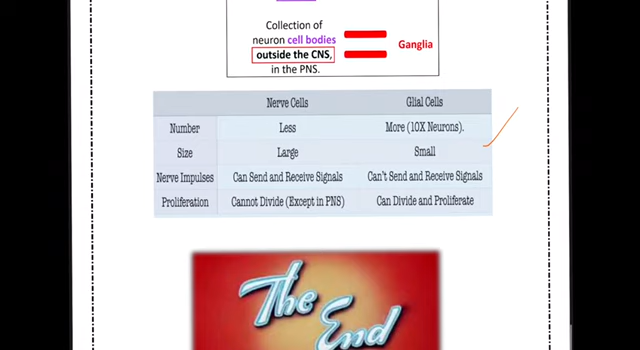 Collection of
neuron cell bodies
outside the CNS,
in the PNS.
Ganglia
Nerve Cells Glial Cells
Number Less More (10X Neurons).
Size Large Small
Nerve Impulses Can Send and Receive Signals Can't Send and Receive Signals
Proliferation Cannot Divide (Except in PNS) Can Divide and Proliferate
The
End